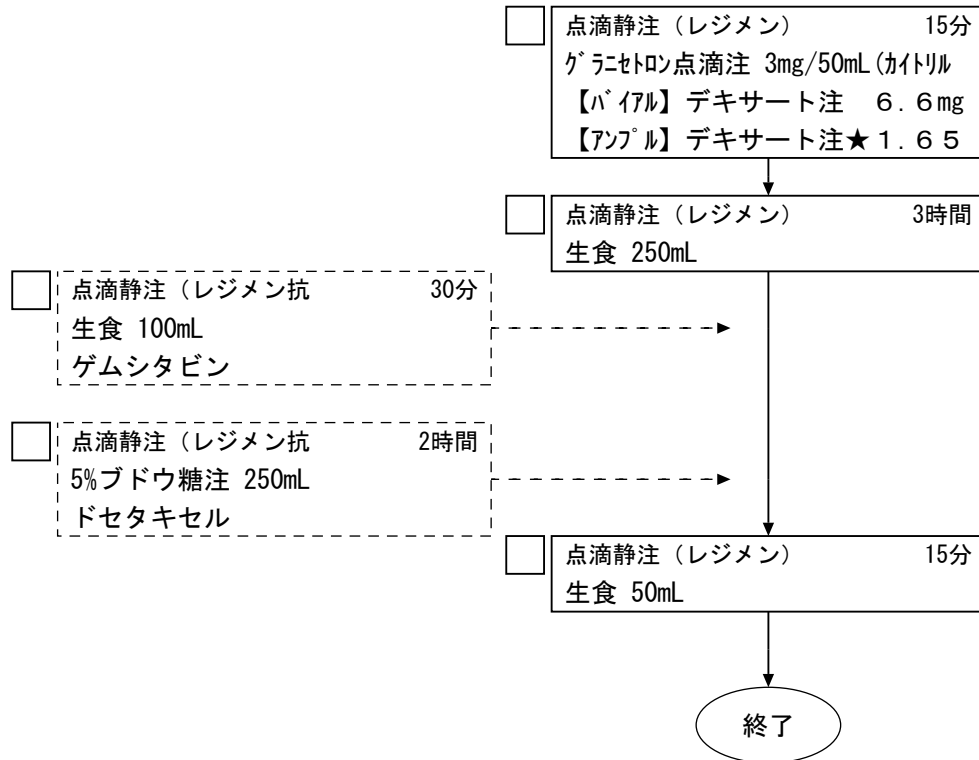 点滴静注（レジメン） 15分
グラニセトロン点滴注 3mg/50mL(カイトリル
【バイアル】デキサート注 6.6mg
【アンプル】デキサート注★1.65
点滴静注（レジメン） 3時間
生食 250mL
点滴静注（レジメン抗 30分
生食 100mL
ゲムシタビン
点滴静注（レジメン抗 2時間
5%ブドウ糖注 250mL
ドセタキセル
点滴静注（レジメン） 15分
生食 50mL
終了